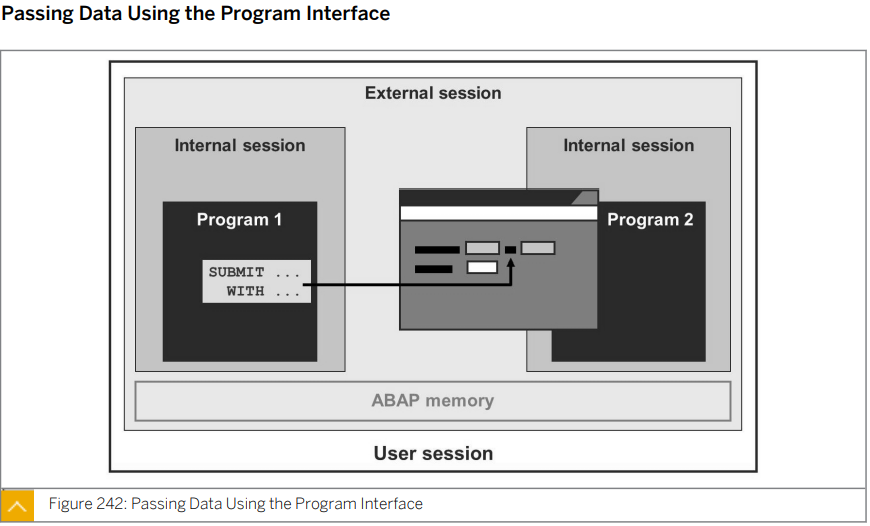 Passing Data Using the Program Interface
External session
Internal session
Internal session
Program 1
Program 2
SUBMIT ...
WITH ...
ABAP memory
User session
Figure 242: Passing Data Using the Program Interface